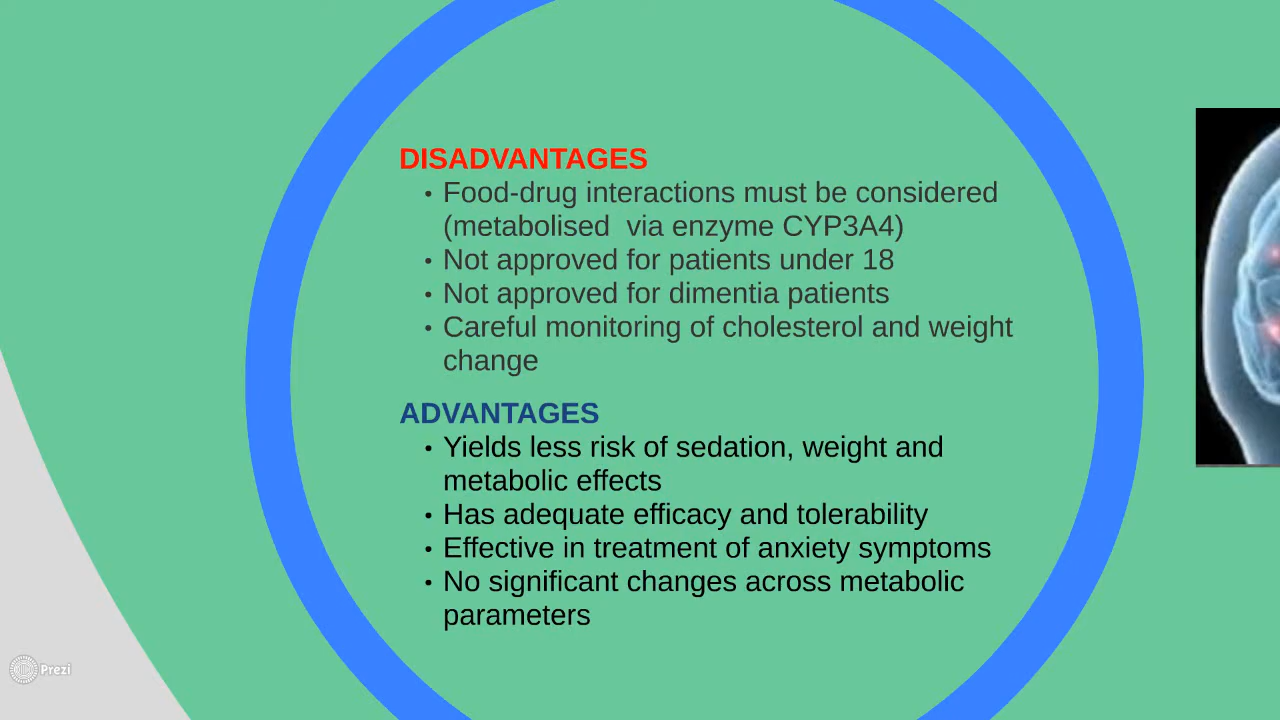 DISADVANTAGES
• Food-drug interactions must be considered
(metabolised  via enzyme CYP3A4)
• Not approved for patients under 18
• Not approved for dimentia patients
• Careful monitoring of cholesterol and weight
change
ADVANTAGES
• Yields less risk of sedation, weight and
metabolic effects
• Has adequate efficacy and tolerability
• Effective in treatment of anxiety symptoms
• No significant changes across metabolic
parameters
Prezi